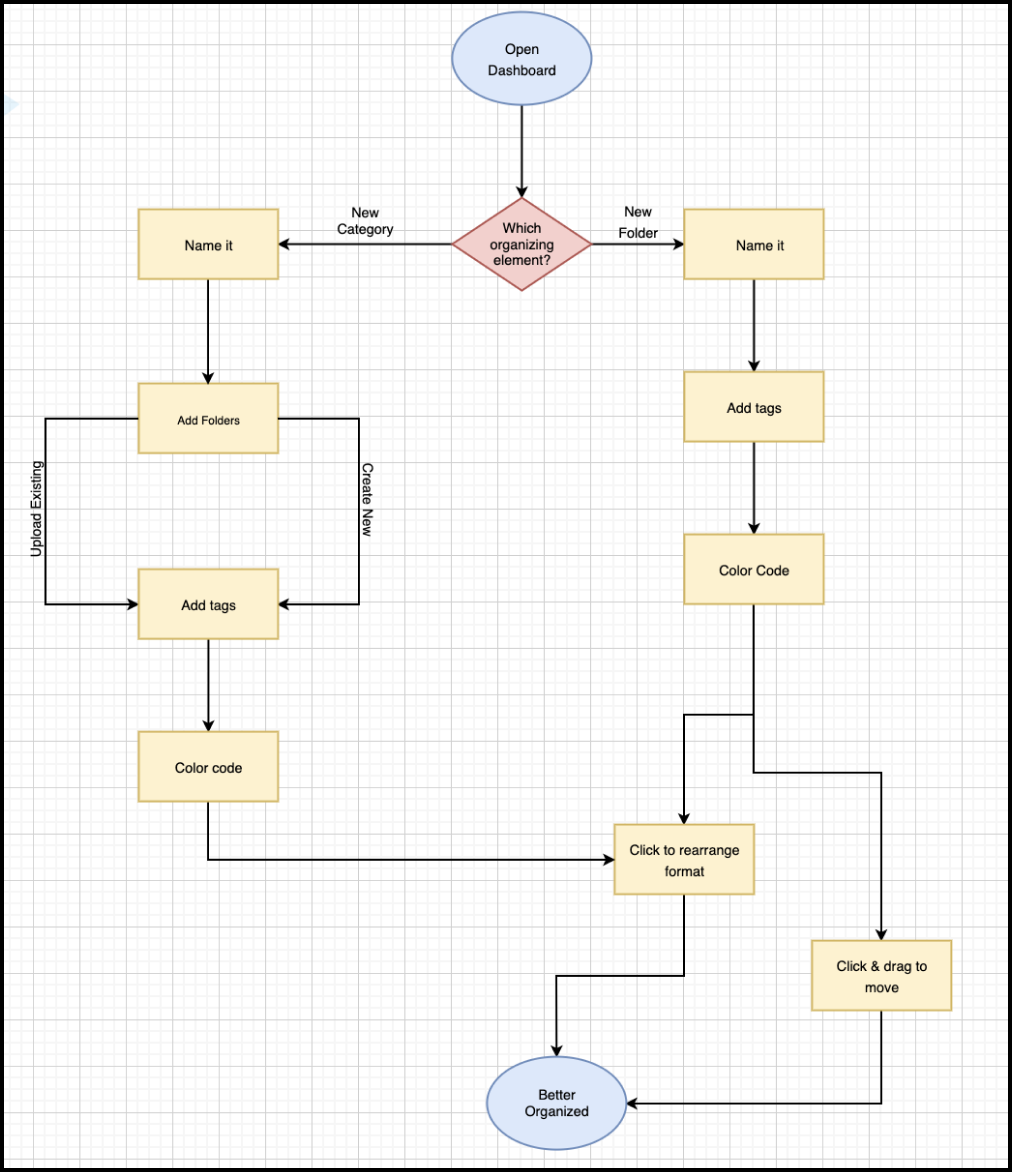 Open
Dashboard
New
Category
Which
organizing
element?
New
Folder
Name it
Name it
Add Folders
Add tags
Upload Existing
Create New
Color Code
Add tags
Color code
Click to rearrange
format
Click & drag to
move
Better
Organized